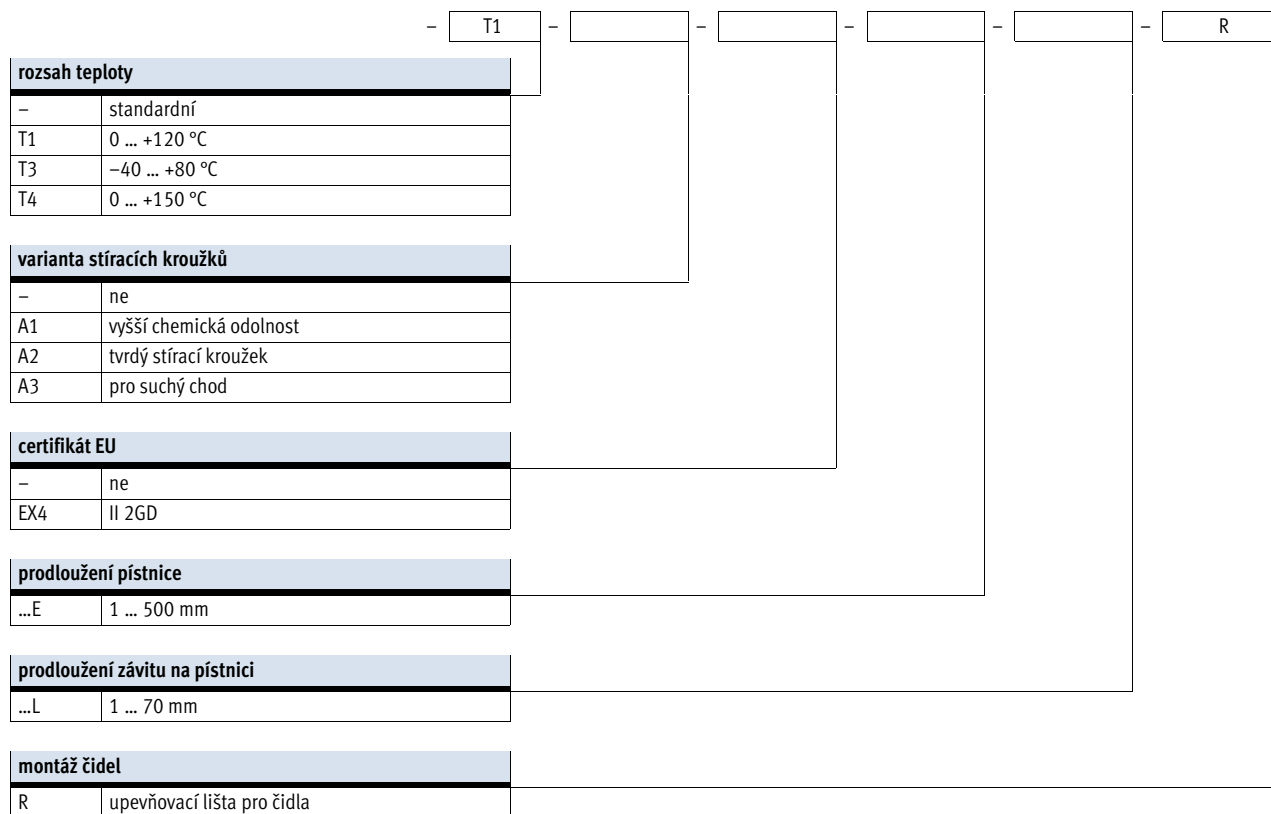 – T1 – – – – – R
rozsah teploty
– standardní
T1 0 ... +120 °C
T3 –40 ... +80 °C
T4 0 ... +150 °C
varianta stíracích kroužků
– ne
A1 vyšší chemická odolnost
A2 tvrdý stírací kroužek
A3 pro suchý chod
certifikát EU
– ne
EX4 II 2GD
prodloužení pístnice
...E 1 ... 500 mm
prodloužení závitu na pístnici
...L 1 ... 70 mm
montáž čidel
R upevňovací lišta pro čidla